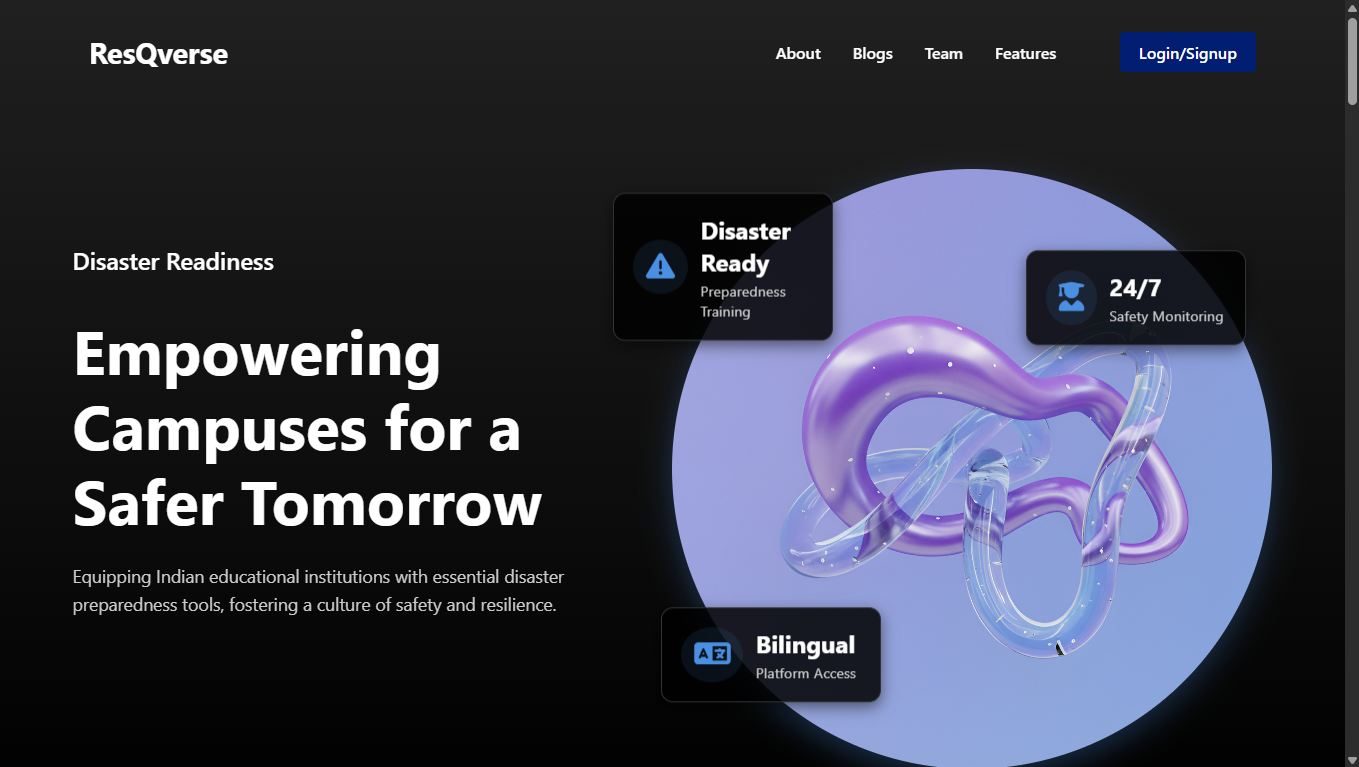 ResQverse
About
Blogs
Team
Features
Login/Signup
Disaster Readiness
Empowering
Campuses for a
Safer Tomorrow
Equipping Indian educational institutions with essential disaster
preparedness tools, fostering a culture of safety and resilience.
Disaster
Ready
Preparedness
Training
24/7
Safety Monitoring
A
Bilingual
Platform Access